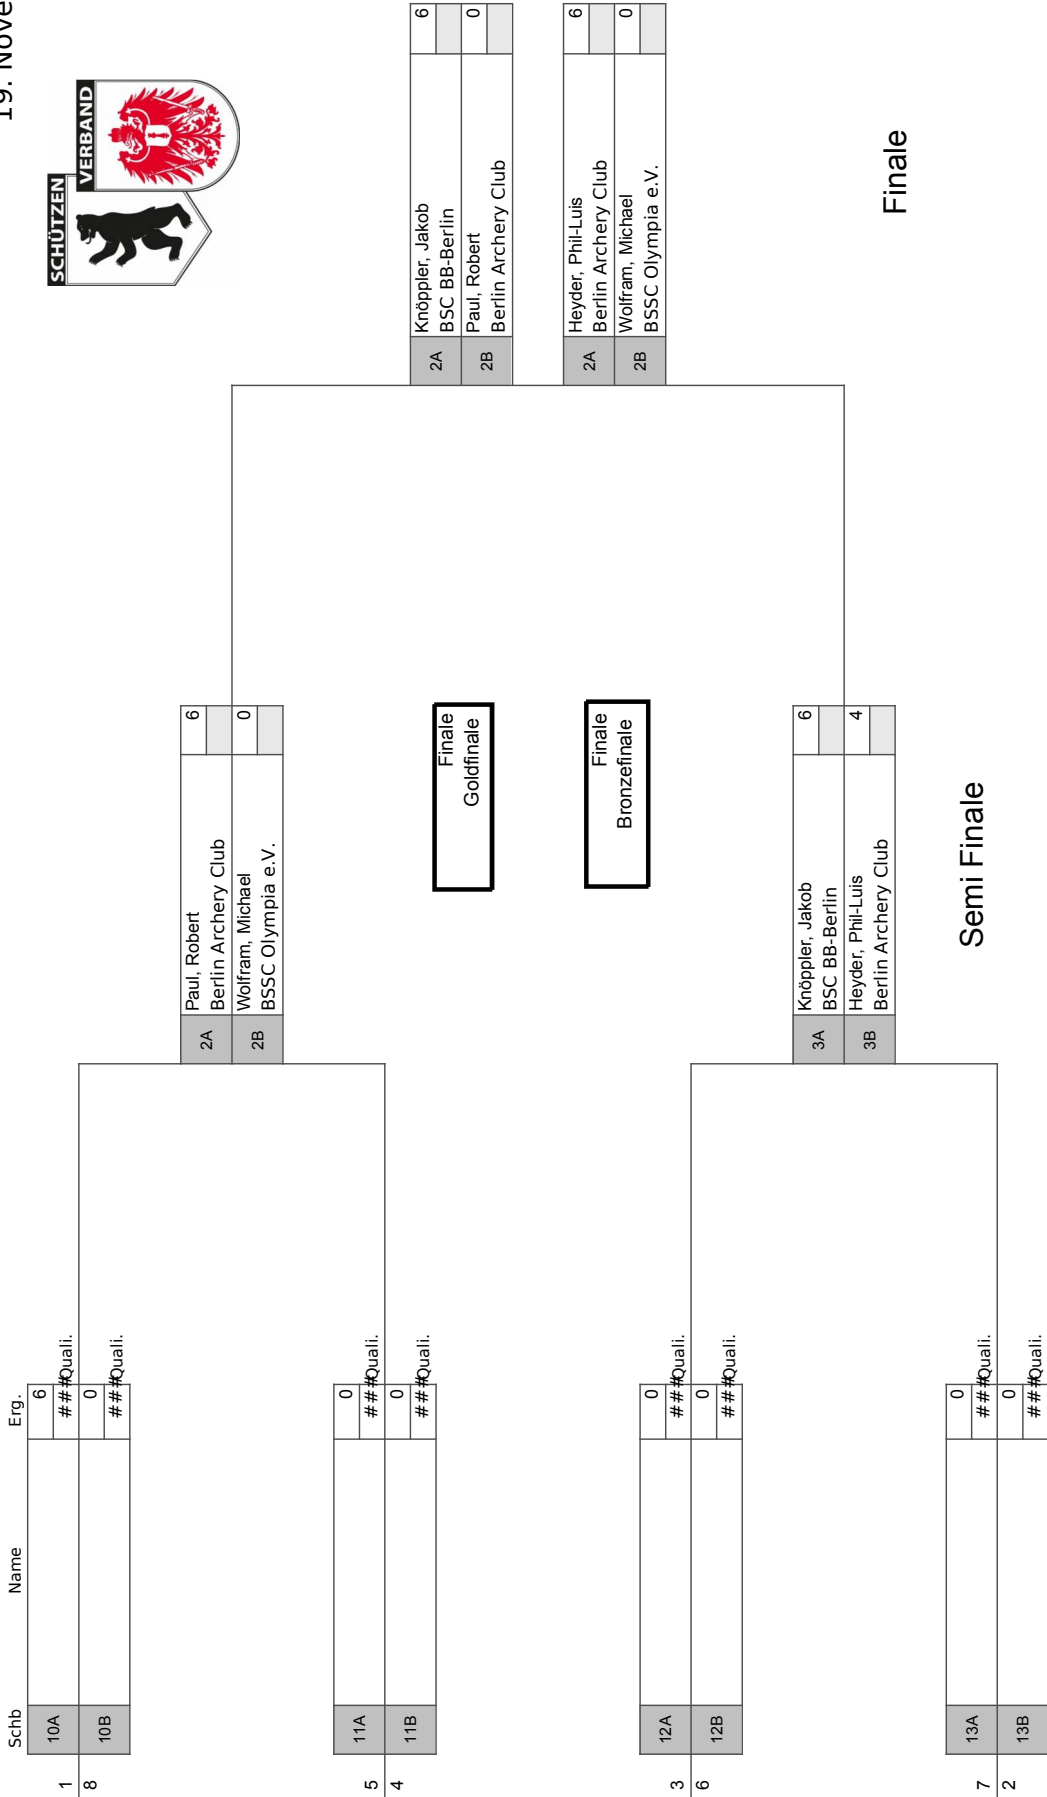 19. Nove
SCHÜTZEN
VERBAND
Schb Name Erg.
1 10A 6
###Quali.
8 10B 0
###Quali.
5 11A 0
###Quali.
4 11B 0
###Quali.
3 12A 0
###Quali.
6 12B 0
###Quali.
7 13A 0
###Quali.
2 13B 0
###Quali.
2A Paul, Robert 6
Berlin Archery Club
2B Wolfram, Michael 0
BSSC Olympia e.V.
Finale
Goldfinale
Finale
Bronzefinale
3A Knöppler, Jakob 6
BSC BB-Berlin
3B Heyder, Phil-Luis 4
Berlin Archery Club
Semi Finale
2A Knöppler, Jakob 6
BSC BB-Berlin
2B Paul, Robert 0
Berlin Archery Club
2A Heyder, Phil-Luis 6
Berlin Archery Club
2B Wolfram, Michael 0
BSSC Olympia e.V.
Finale